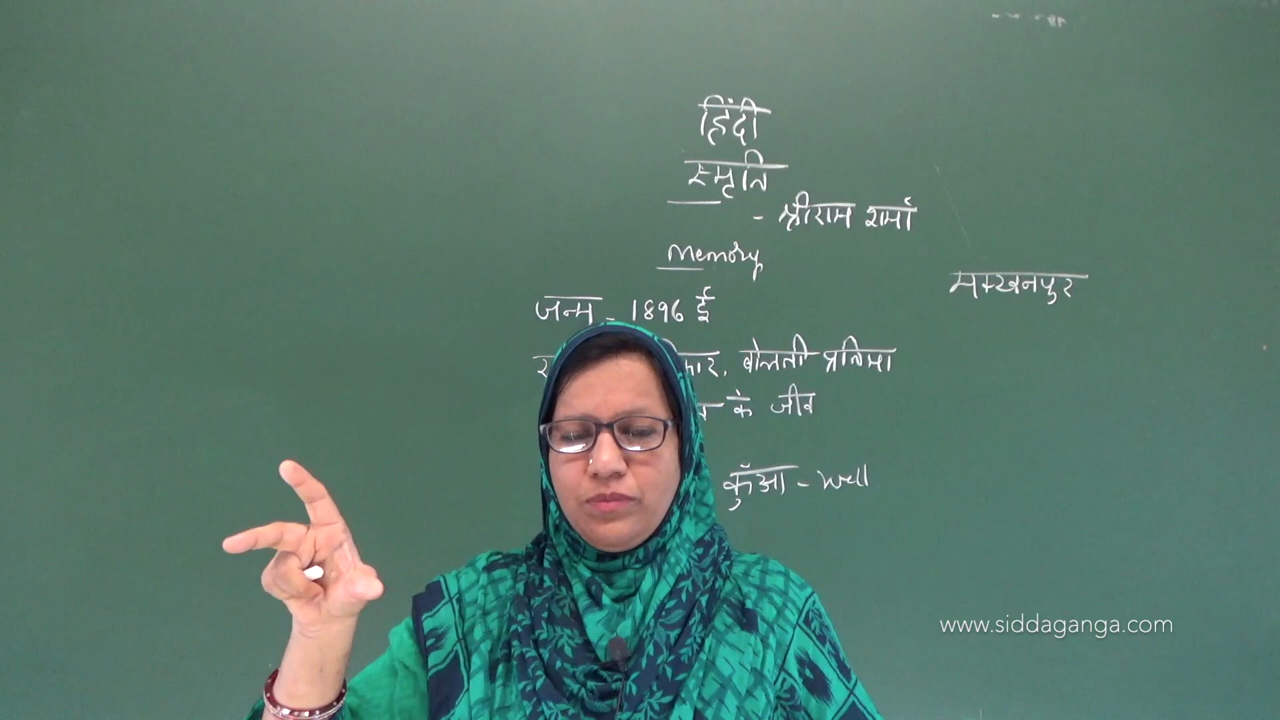 हिंदी
स्मृति
- श्रीराम शर्मा
Memory
मक्खनपुर
जन्म - 1896 ई
बोलती प्रतिमा
के जीव
कुँआ - well
www.siddaganga.com